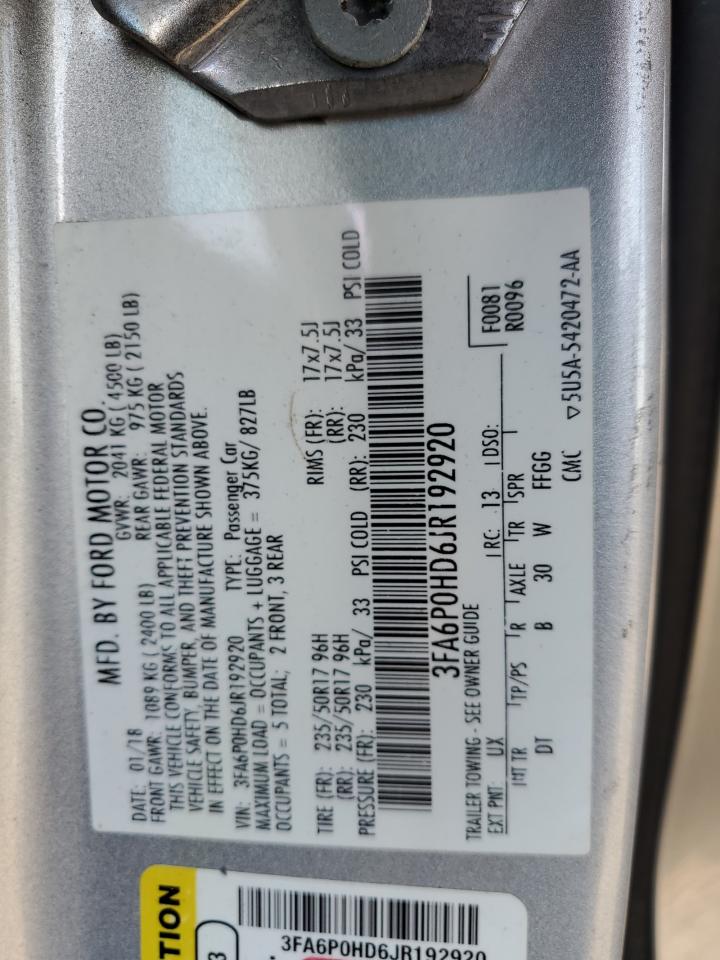 MFD. BY FORD MOTOR CO.
DATE: 01/18 GVWR: 2041 KG ( 4500 LB)
FRONT GAWR: 1089 KG ( 2400 LB) REAR GAWR: 975 KG ( 2150 LB)
THIS VEHICLE CONFORMS TO ALL APPLICABLE FEDERAL MOTOR
VEHICLE SAFETY, BUMPER, AND THEFT PREVENTION STANDARDS
IN EFFECT ON THE DATE OF MANUFACTURE SHOWN ABOVE.
VIN: 3FA6P0HD6JR192920 TYPE: Passenger Car
MAXIMUM LOAD = OCCUPANTS + LUGGAGE = 375KG/ 827LB
OCCUPANTS = 5 TOTAL; 2 FRONT, 3 REAR
TIRE (FR): 235/50R17 96H RIMS (FR): 17x7.5J
(RR): 235/50R17 96H (RR): 17x7.5J
PRESSURE (FR): 230 kPa/ 33 PSI COLD (RR): 230 kPa/ 33 PSI COLD
3FA6P0HD6JR192920
TRAILER TOWING - SEE OWNER GUIDE
EXT PNT: UX RC: 13 DSO: F0081
R0096
INT TR TP/PS R AXLE TR SPR
DT B 30 W FFGG
CMC ▽5U5A-5420472-AA
TION
3
3FA6P0HD6JR192920